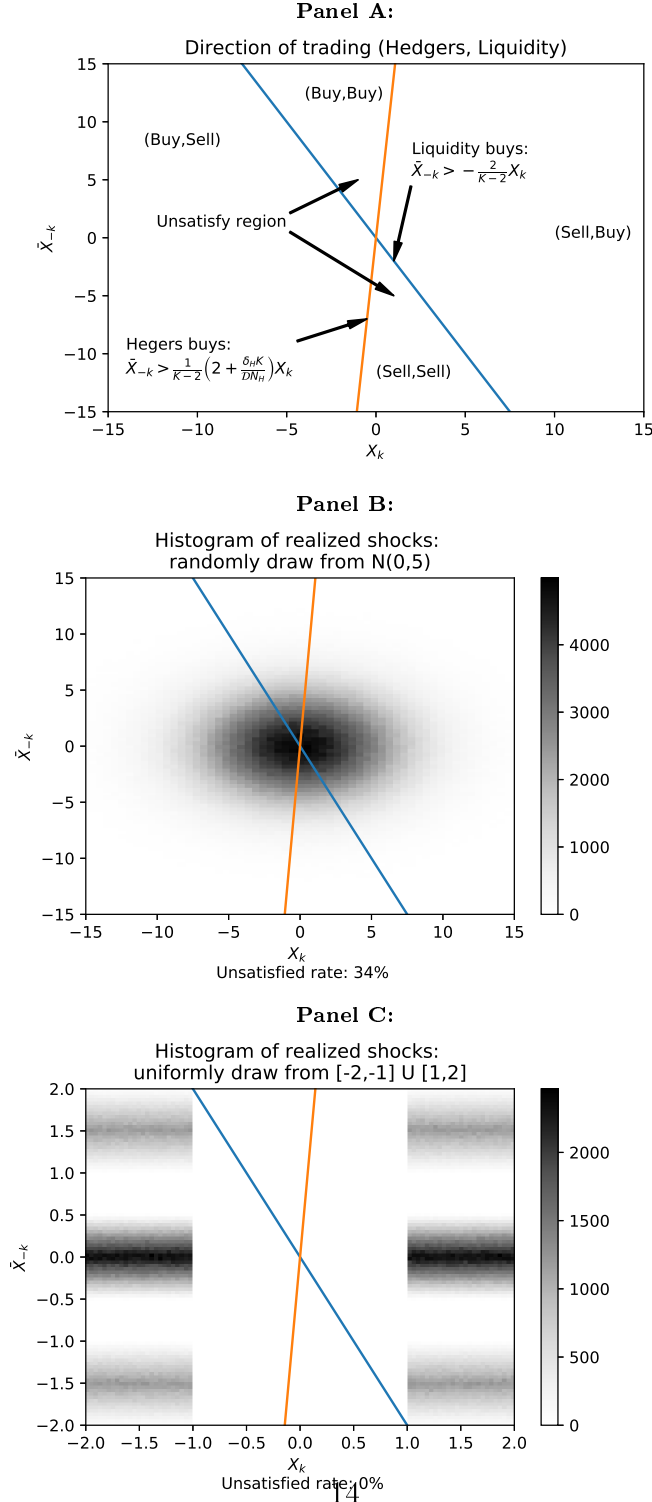 Panel A:
Direction of trading (Hedgers, Liquidity)
15
10
5
0
−5
−10
−15
(Buy,Buy)
(Buy,Sell)
Liquidity buys:
X̄₋ₖ > − 2/(K−2) Xₖ
Unsatisfy region
(Sell,Buy)
Hegers buys:
X̄₋ₖ > 1/(K−2) (2 + δ_H K/(DN_H)) Xₖ
(Sell,Sell)
X̄₋ₖ
−15 −10 −5 0 5 10 15
Xₖ
Panel B:
Histogram of realized shocks:
randomly draw from N(0,5)
15
10
5
0
−5
−10
−15
X̄₋ₖ
4000
3000
2000
1000
0
−15 −10 −5 0 5 10 15
Xₖ
Unsatisfied rate: 34%
Panel C:
Histogram of realized shocks:
uniformly draw from [-2,-1] U [1,2]
2.0
1.5
1.0
0.5
0.0
−0.5
−1.0
−1.5
−2.0
X̄₋ₖ
2000
1500
1000
500
0
−2.0 −1.5 −1.0 −0.5 0.0 0.5 1.0 1.5 2.0
Xₖ
Unsatisfied rate: 0%
14